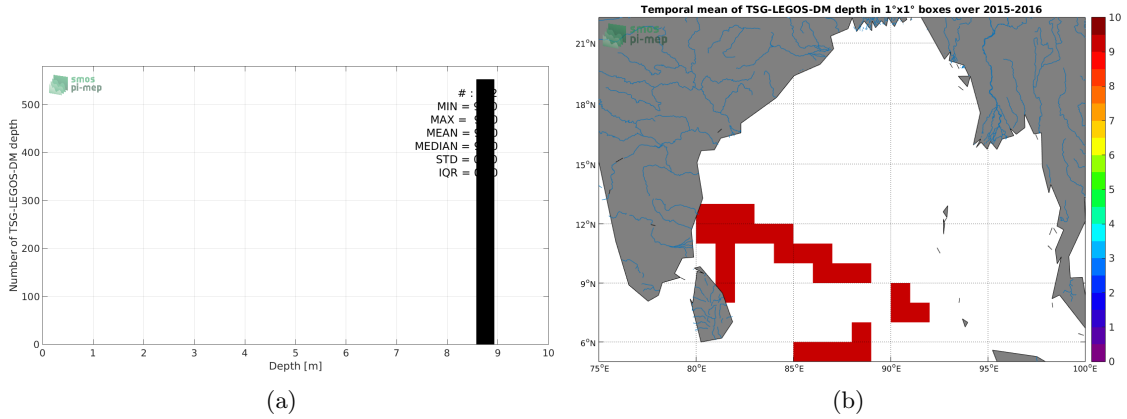 Temporal mean of TSG-LEGOS-DM depth in 1°x1° boxes over 2015-2016
smos
pi-mep
Number of TSG-LEGOS-DM depth
500
400
300
200
100
0
# :
MIN =
MAX =
MEAN =
MEDIAN =
STD =
IQR =
0 1 2 3 4 5 6 7 8 9 10
Depth [m]
(a)
smos
pi-mep
21°N
18°N
15°N
12°N
9°N
6°N
75°E 80°E 85°E 90°E 95°E 100°E
10
9
8
7
6
5
4
3
2
1
0
(b)